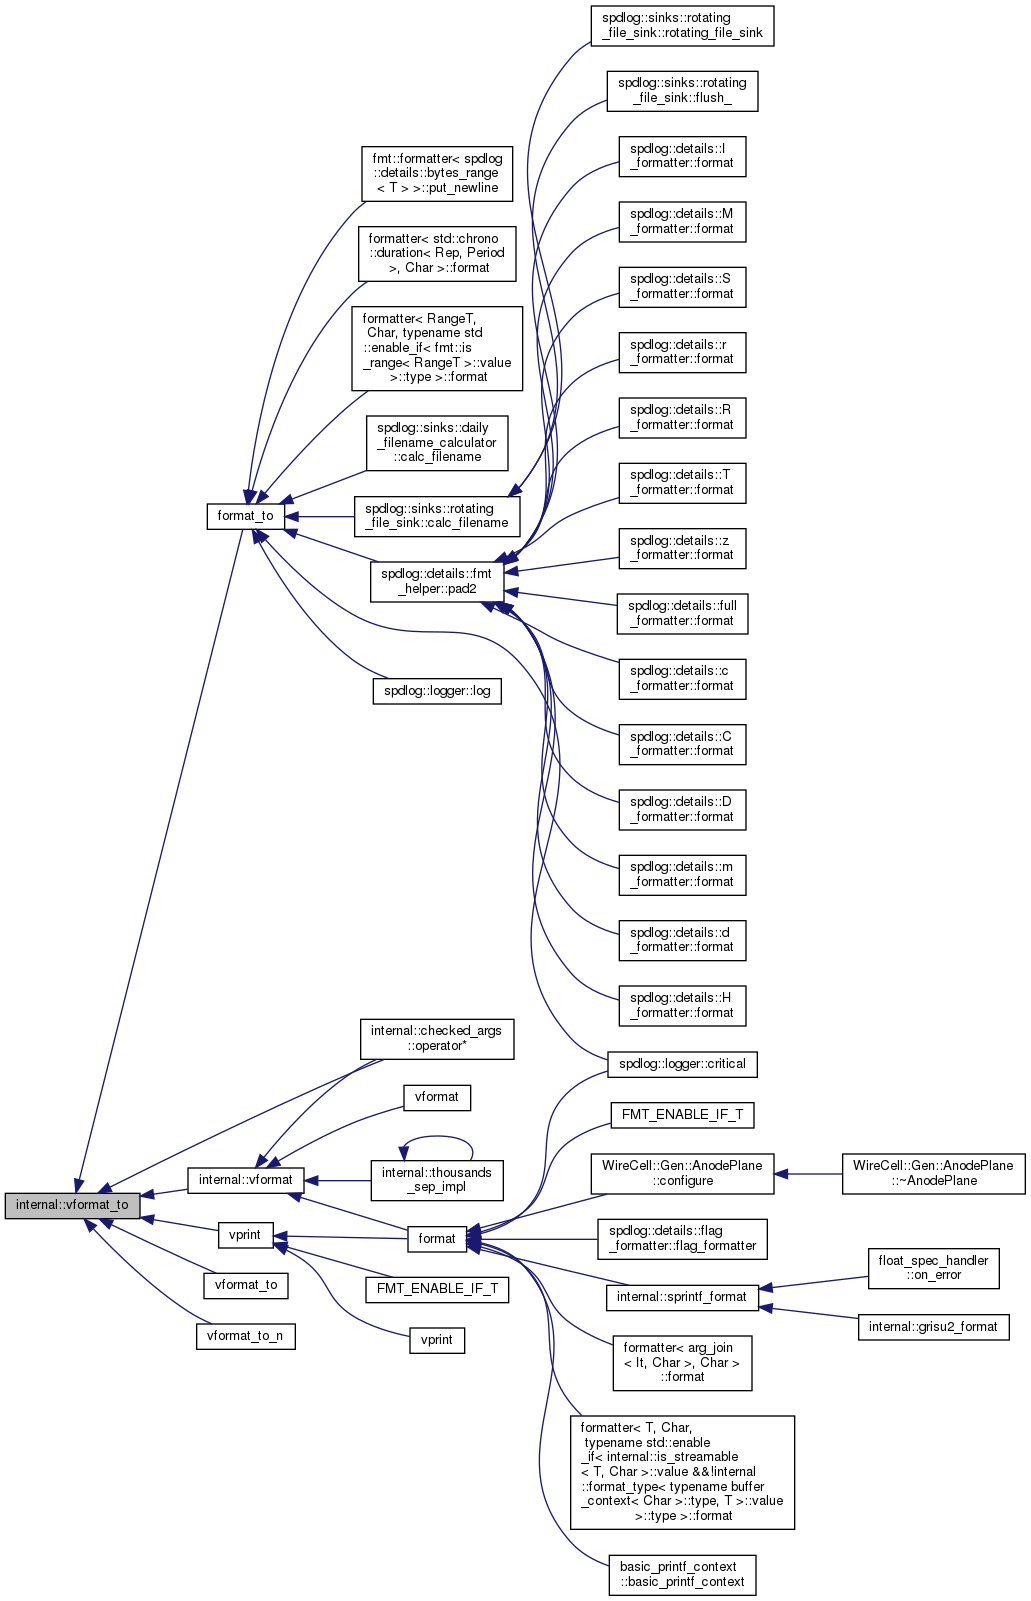 spdlog::sinks::rotating
_file_sink::rotating_file_sink
spdlog::sinks::rotating
_file_sink::flush_
spdlog::details::I
_formatter::format
spdlog::details::M
_formatter::format
spdlog::details::S
_formatter::format
spdlog::details::r
_formatter::format
spdlog::details::R
_formatter::format
spdlog::details::T
_formatter::format
spdlog::details::z
_formatter::format
spdlog::details::full
_formatter::format
spdlog::details::c
_formatter::format
spdlog::details::C
_formatter::format
spdlog::details::D
_formatter::format
spdlog::details::m
_formatter::format
spdlog::details::d
_formatter::format
spdlog::details::H
_formatter::format
fmt::formatter< spdlog
::details::bytes_range
< T > >::put_newline
formatter< std::chrono
::duration< Rep, Period
>, Char >::format
formatter< RangeT,
Char, typename std
::enable_if< fmt::is
_range< RangeT >::value
>::type >::format
spdlog::sinks::daily
_filename_calculator
::calc_filename
spdlog::sinks::rotating
_file_sink::calc_filename
format_to
spdlog::details::fmt
_helper::pad2
spdlog::logger::log
internal::checked_args
::operator*
spdlog::logger::critical
vformat
FMT_ENABLE_IF_T
internal::thousands
_sep_impl
internal::vformat
WireCell::Gen::AnodePlane
::configure
WireCell::Gen::AnodePlane
::~AnodePlane
internal::vformat_to
vprint
format
spdlog::details::flag
_formatter::flag_formatter
float_spec_handler
::on_error
vformat_to
FMT_ENABLE_IF_T
internal::sprintf_format
internal::grisu2_format
vformat_to_n
vprint
formatter< arg_join
< It, Char >, Char >
::format
formatter< T, Char,
typename std::enable
_if< internal::is_streamable
< T, Char >::value &&!internal
::format_type< typename buffer
_context< Char >::type, T >::value
>::type >::format
basic_printf_context
::basic_printf_context